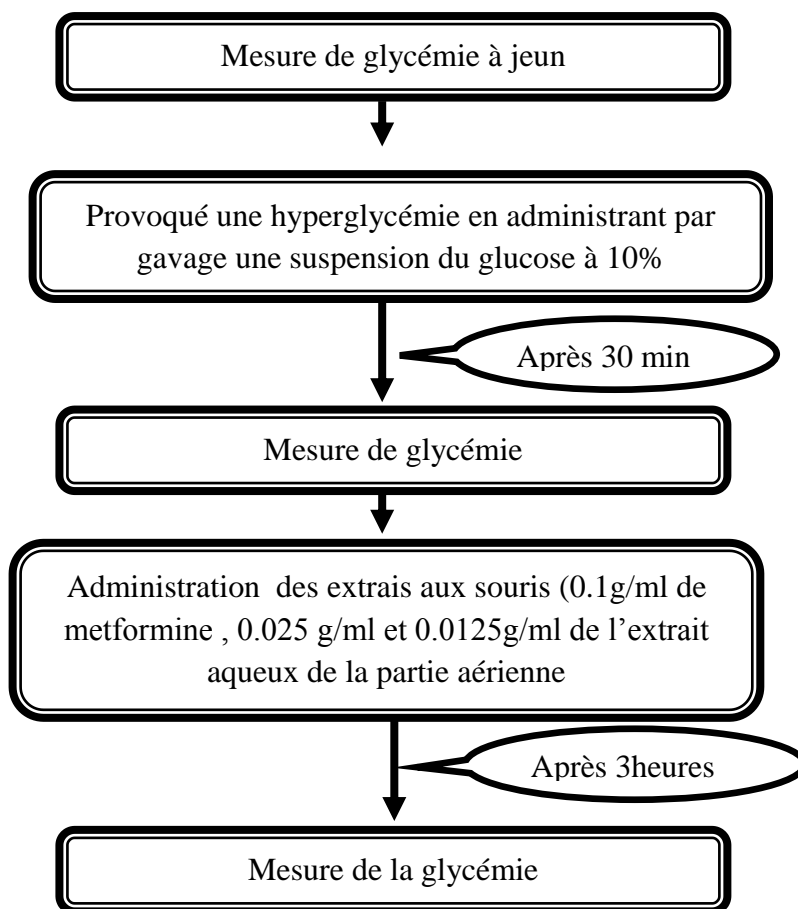 Mesure de glycémie à jeun
Provoqué une hyperglycémie en administrant par
gavage une suspension du glucose à 10%
Après 30 min
Mesure de glycémie
Administration des extrais aux souris (0.1g/ml de
metformine , 0.025 g/ml et 0.0125g/ml de l’extrait
aqueux de la partie aérienne
Après 3heures
Mesure de la glycémie